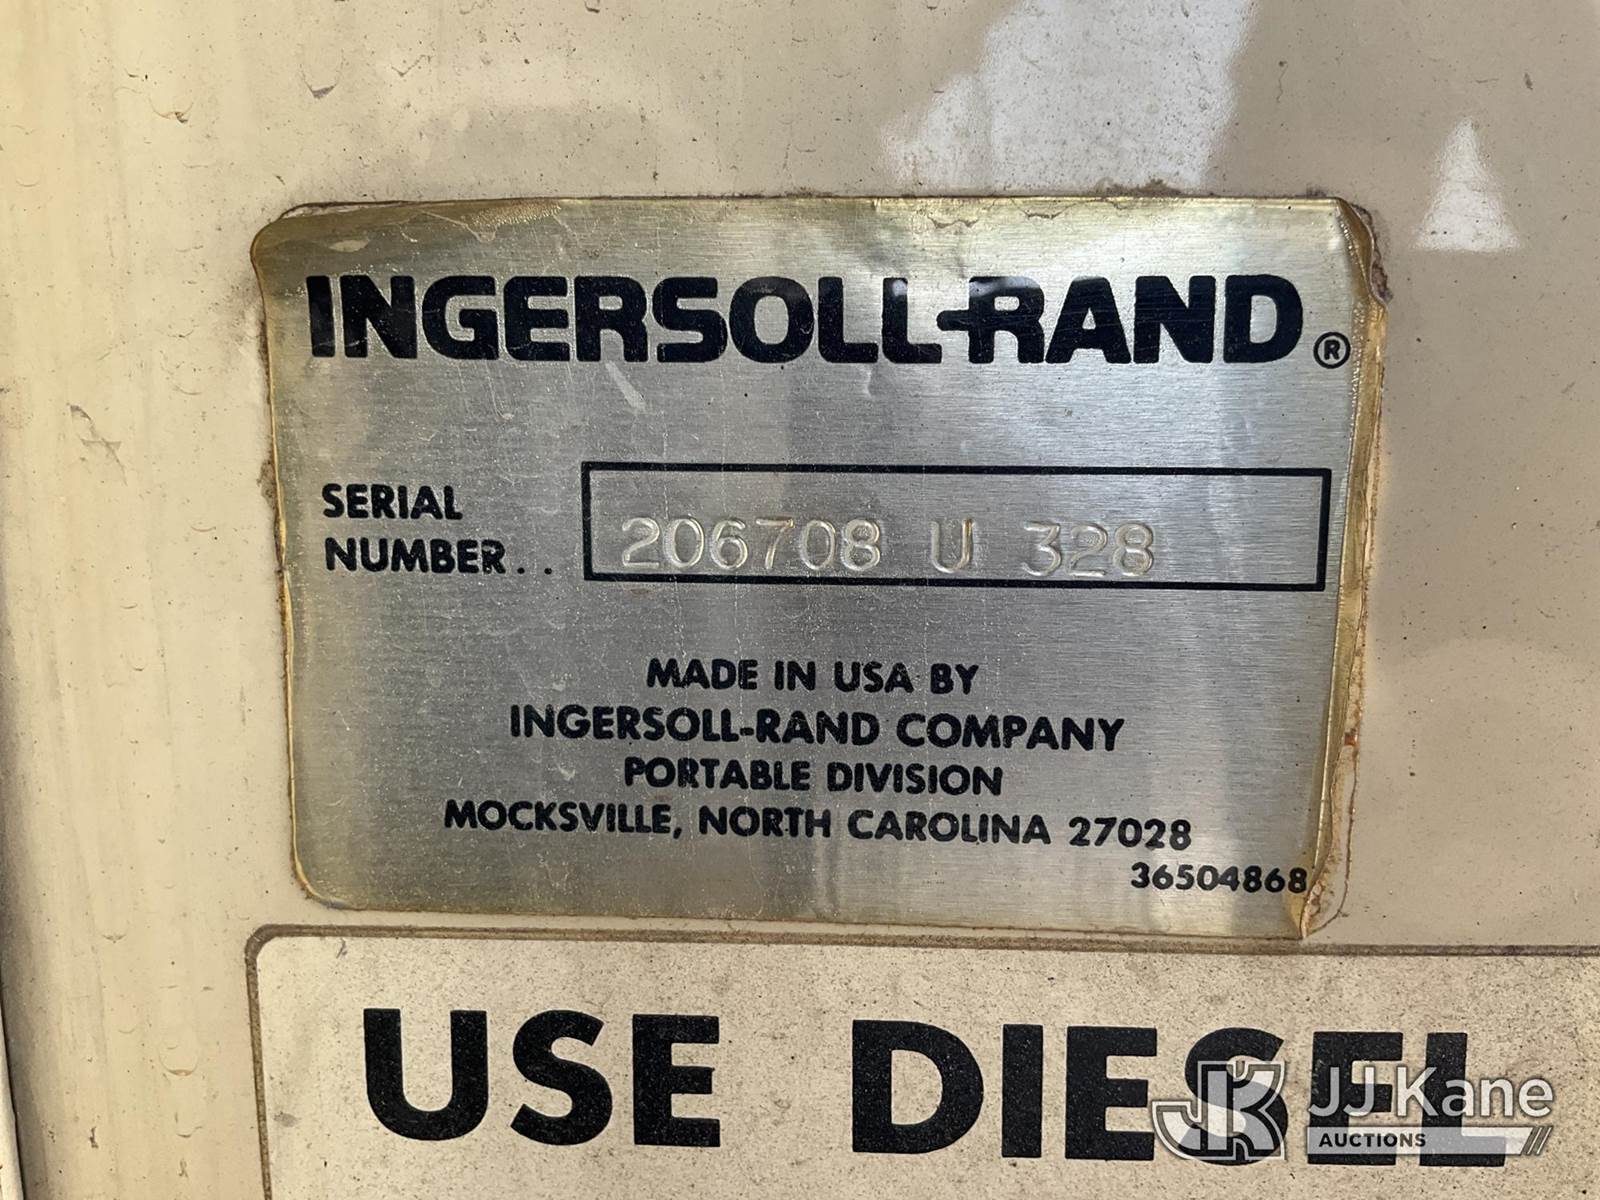 INGERSOLL-RAND®
SERIAL
NUMBER..
206708 U 328
MADE IN USA BY
INGERSOLL-RAND COMPANY
PORTABLE DIVISION
MOCKSVILLE, NORTH CAROLINA 27028
36504868
USE DIESEL
JJ Kane
AUCTIONS